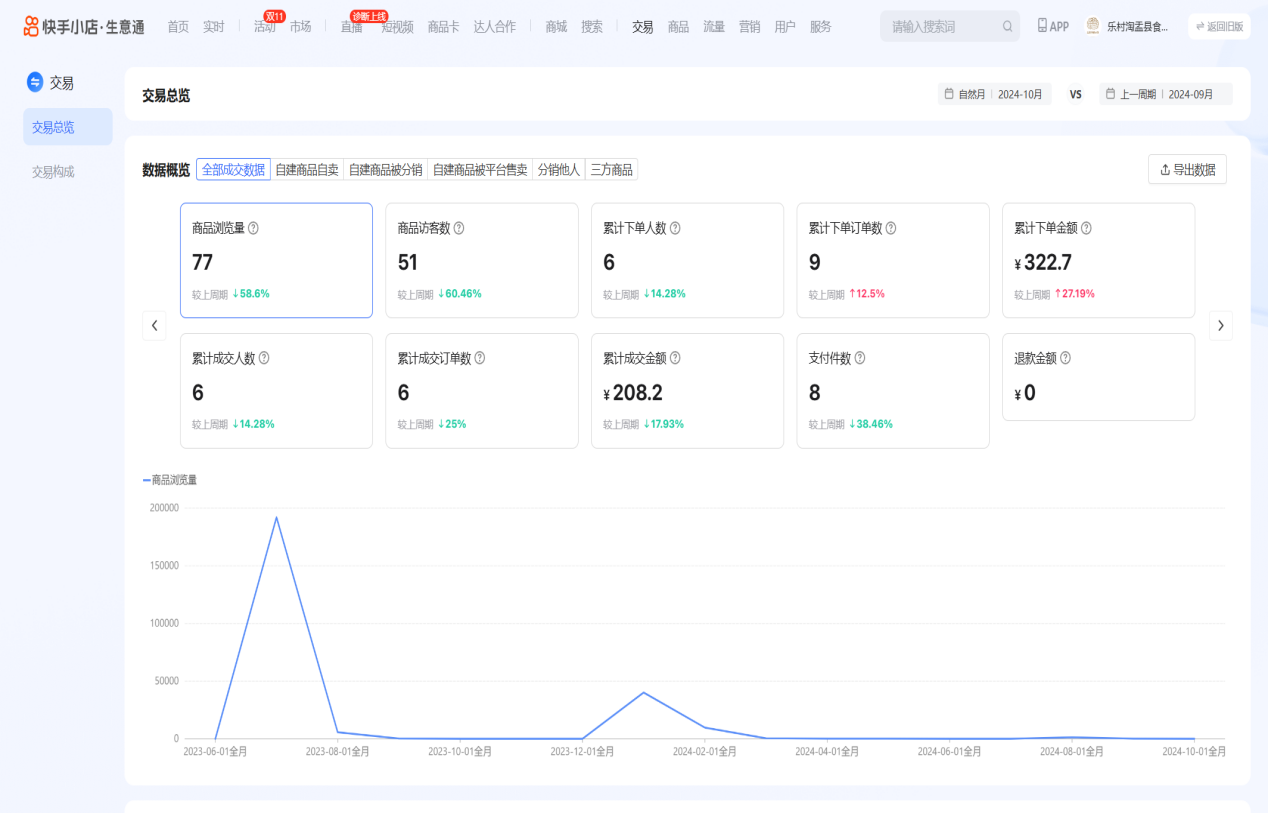 快手小店·生意通 首页 实时 活动 双11 市场 直播 诊断上线 短视频 商品卡 达人合作 商城 搜索 交易 商品 流量 营销 用户 服务 请输入搜索词 APP 乐村淘盂县食... 返回旧版
交易
交易总览
交易构成
交易总览 自然月 2024-10月 VS 上一周期 2024-09月
数据概览 全部成交数据 自建商品自卖 自建商品被分销 自建商品被平台售卖 分销他人 三方商品 导出数据
商品浏览量 商品访客数 累计下单人数 累计下单订单数 累计下单金额
77 51 6 9 ¥322.7
较上周期 ↓58.6% 较上周期 ↓60.46% 较上周期 ↓14.28% 较上周期 ↑12.5% 较上周期 ↑27.19%
累计成交人数 累计成交订单数 累计成交金额 支付件数 退款金额
6 6 ¥208.2 8 ¥0
较上周期 ↓14.28% 较上周期 ↓25% 较上周期 ↓17.93% 较上周期 ↓38.46%
商品浏览量
200000
150000
100000
50000
0
2023-06-01全月 2023-08-01全月 2023-10-01全月 2023-12-01全月 2024-02-01全月 2024-04-01全月 2024-06-01全月 2024-08-01全月 2024-10-01全月